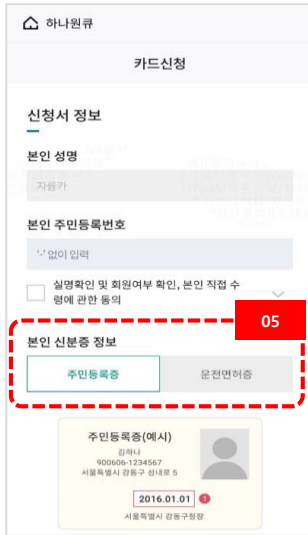 하나원큐
카드신청
신청서 정보
본인 성명
자릉카
본인 주민등록번호
'-' 없이 입력
실명확인 및 회원여부 확인, 본인 직접 수
령에 관한 동의
05
본인 신분증 정보
주민등록증
운전면허증
주민등록증(예시)
김하나
900606-1234567
서울특별시 강동구 성내로 5
2016.01.01 1
서울특별시 강동구청장